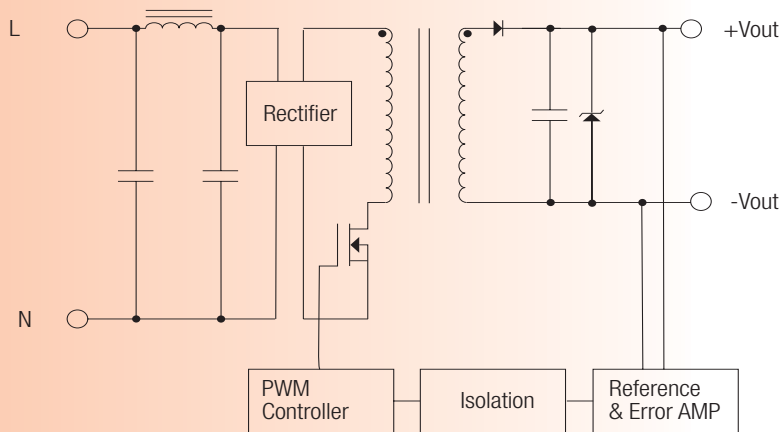 L
+Vout
Rectifier
-Vout
N
PWM
Controller
Isolation
Reference
& Error AMP